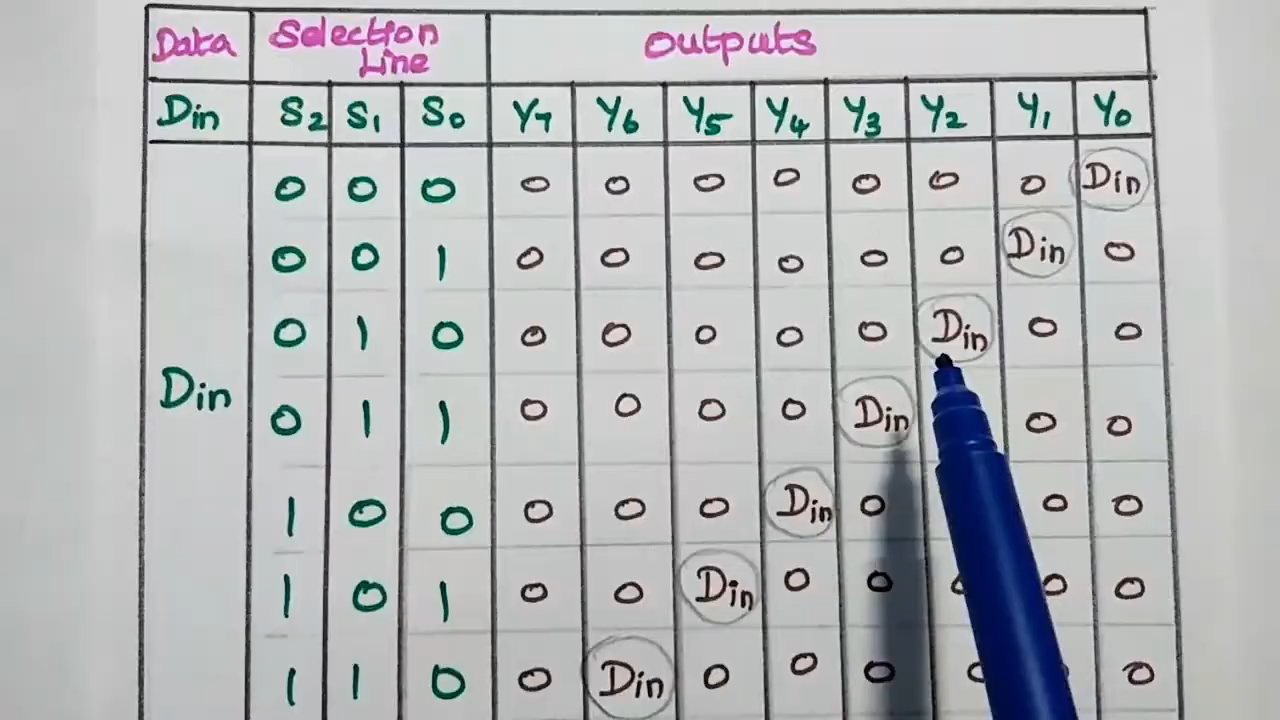 Data Selection Line Outputs
Din S2 S1 S0 Y7 Y6 Y5 Y4 Y3 Y2 Y1 Y0
0 0 0 0 0 0 0 0 0 0 Din
0 0 1 0 0 0 0 0 0 Din 0
0 1 0 0 0 0 0 0 Din 0 0
Din 0 1 1 0 0 0 0 Din 0 0
1 0 0 0 0 0 Din 0 0 0
1 0 1 0 0 Din 0 0 0 0
1 1 0 0 Din 0 0 0 0